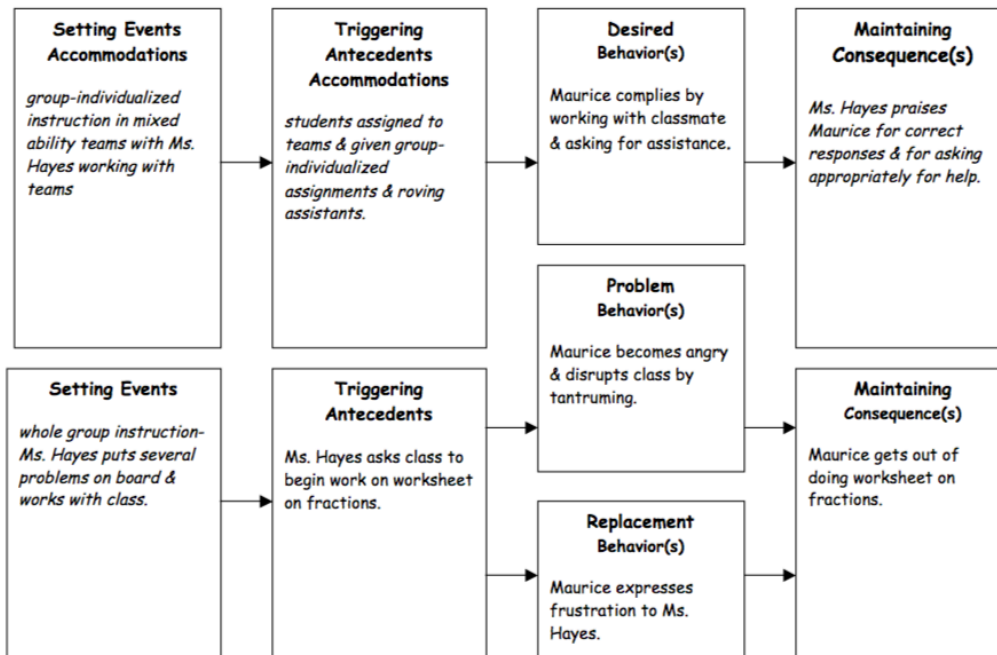 Setting Events
Accommodations
group-individualized
instruction in mixed
ability teams with Ms.
Hayes working with
teams
Triggering
Antecedents
Accommodations
students assigned to
teams & given group-
individualized
assignments & roving
assistants.
Desired
Behavior(s)
Maurice complies by
working with classmate
& asking for assistance.
Maintaining
Consequence(s)
Ms. Hayes praises
Maurice for correct
responses & for asking
appropriately for help.
Setting Events
whole group instruction-
Ms. Hayes puts several
problems on board &
works with class.
Triggering
Antecedents
Ms. Hayes asks class to
begin work on worksheet
on fractions.
Problem
Behavior(s)
Maurice becomes angry
& disrupts class by
tantruming.
Replacement
Behavior(s)
Maurice expresses
frustration to Ms.
Hayes.
Maintaining
Consequence(s)
Maurice gets out of
doing worksheet on
fractions.